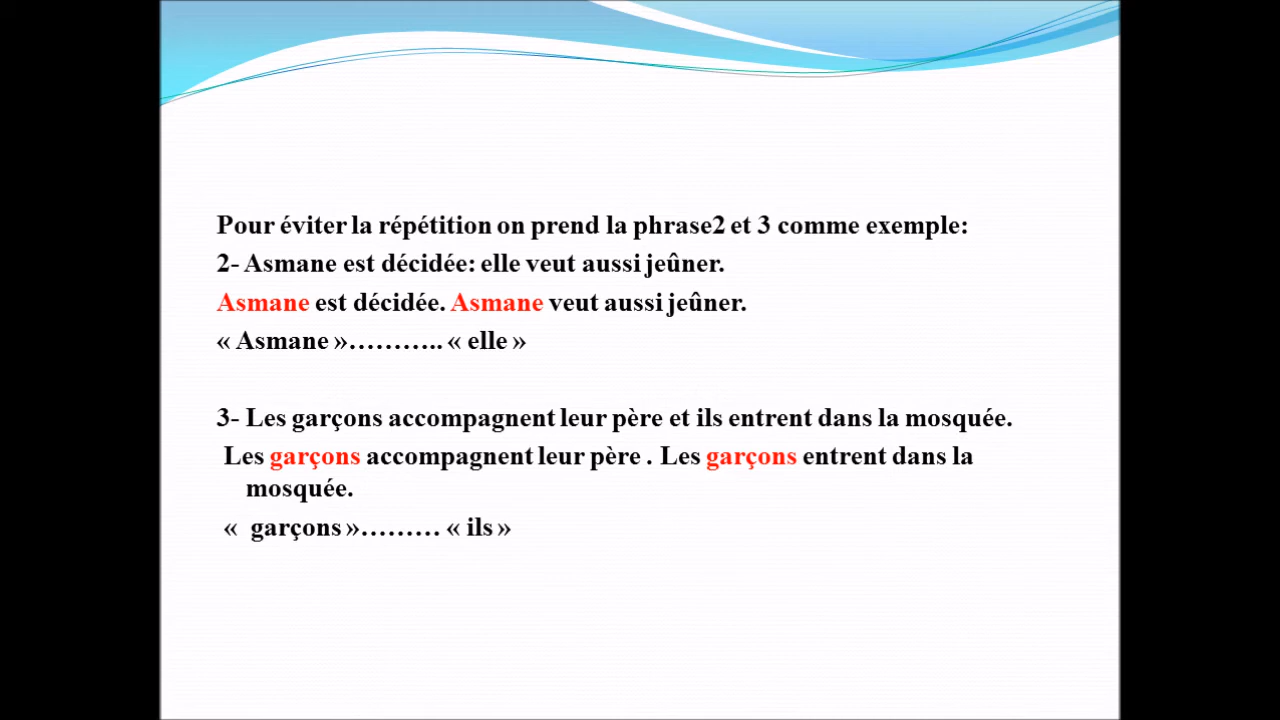 Pour éviter la répétition on prend la phrase2 et 3 comme exemple:
2- Asmane est décidée: elle veut aussi jeûner.
Asmane est décidée. Asmane veut aussi jeûner.
« Asmane »……….. « elle »
3- Les garçons accompagnent leur père et ils entrent dans la mosquée.
Les garçons accompagnent leur père . Les garçons entrent dans la
mosquée.
«  garçons »……… « ils »